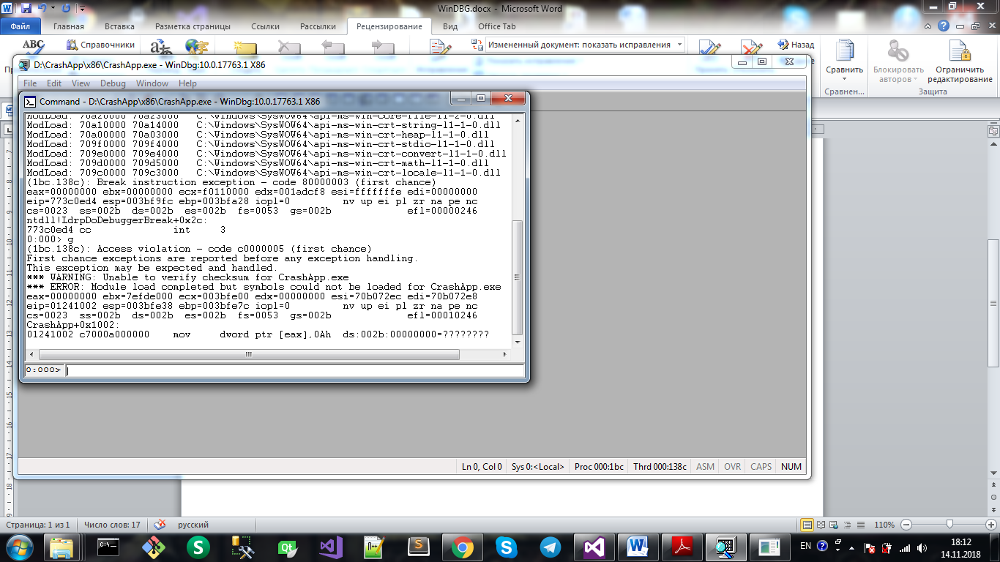 WinDBG.docx - Microsoft Word
Файл Главная Вставка Разметка страницы Ссылки Рассылки Рецензирование Вид Office Tab
ABC Справочники Измененный документ: показать исправления Назад
Сравнить Блокировать авторов Ограничить редактирование
Сравнен... Защита
D:\CrashApp\x86\CrashApp.exe - WinDbg:10.0.17763.1 X86
File Edit View Debug Window Help
Command - D:\CrashApp\x86\CrashApp.exe - WinDbg:10.0.17763.1 X86
ModLoad: 70a20000 70a23000 C:\Windows\SysWOW64\api-ms-win-core-file-l1-2-0.dll
ModLoad: 70a10000 70a14000 C:\Windows\SysWOW64\api-ms-win-crt-string-l1-1-0.dll
ModLoad: 70a00000 70a03000 C:\Windows\SysWOW64\api-ms-win-crt-heap-l1-1-0.dll
ModLoad: 709f0000 709f4000 C:\Windows\SysWOW64\api-ms-win-crt-stdio-l1-1-0.dll
ModLoad: 709e0000 709e4000 C:\Windows\SysWOW64\api-ms-win-crt-convert-l1-1-0.dll
ModLoad: 709d0000 709d5000 C:\Windows\SysWOW64\api-ms-win-crt-math-l1-1-0.dll
ModLoad: 709c0000 709c3000 C:\Windows\SysWOW64\api-ms-win-crt-locale-l1-1-0.dll
(1bc.138c): Break instruction exception - code 80000003 (first chance)
eax=00000000 ebx=00000000 ecx=f0110000 edx=001adcf8 esi=fffffffe edi=00000000
eip=773c0ed4 esp=003bf9fc ebp=003bfa28 iopl=0 nv up ei pl zr na pe nc
cs=0023 ss=002b ds=002b es=002b fs=0053 gs=002b efl=00000246
ntdll!LdrpDoDebuggerBreak+0x2c:
773c0ed4 cc int 3
0:000> g
(1bc.138c): Access violation - code c0000005 (first chance)
First chance exceptions are reported before any exception handling.
This exception may be expected and handled.
*** WARNING: Unable to verify checksum for CrashApp.exe
*** ERROR: Module load completed but symbols could not be loaded for CrashApp.exe
eax=00000000 ebx=7efde000 ecx=003bfe00 edx=00000000 esi=70b072ec edi=70b072e8
eip=01241002 esp=003bfe38 ebp=003bfe7c iopl=0 nv up ei pl zr na pe nc
cs=0023 ss=002b ds=002b es=002b fs=0053 gs=002b efl=00010246
CrashApp+0x1002:
01241002 c7000a000000 mov dword ptr [eax],0Ah ds:002b:00000000=????????
0:000>
Ln 0, Col 0 Sys 0:<Local> Proc 000:1bc Thrd 000:138c ASM OVR CAPS NUM
Страница: 1 из 1 Число слов: 17 русский 110%
EN 18:12
14.11.2018